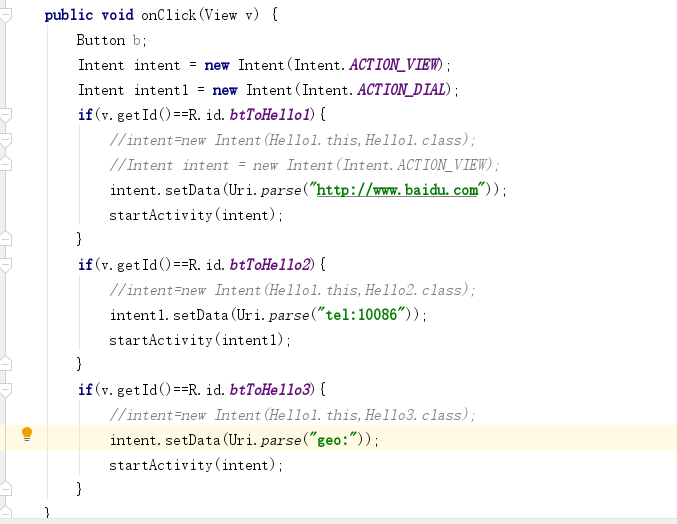 public void onClick(View v) {
Button b;
Intent intent = new Intent(Intent.ACTION_VIEW);
Intent intent1 = new Intent(Intent.ACTION_DIAL);
if(v.getId()==R.id.btToHello1){
//intent=new Intent(Hello1.this,Hello1.class);
//Intent intent = new Intent(Intent.ACTION_VIEW);
intent.setData(Uri.parse("http://www.baidu.com"));
startActivity(intent);
}
if(v.getId()==R.id.btToHello2){
//intent=new Intent(Hello1.this,Hello2.class);
intent1.setData(Uri.parse("tel:10086"));
startActivity(intent1);
}
if(v.getId()==R.id.btToHello3){
//intent=new Intent(Hello1.this,Hello3.class);
intent.setData(Uri.parse("geo:"));
startActivity(intent);
}
}